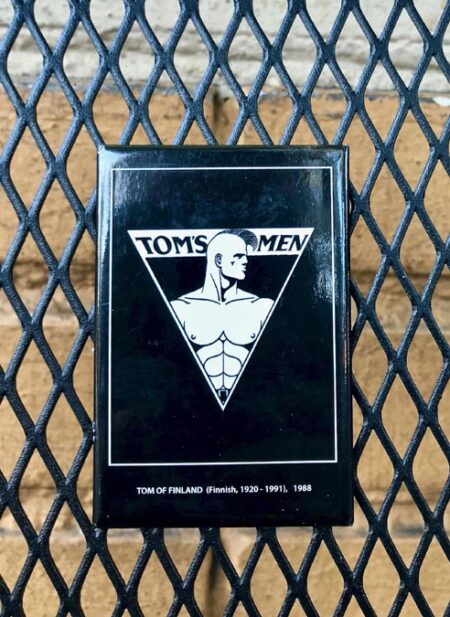 TOM'S MEN
TOM OF FINLAND (Finnish, 1920 - 1991), 1988